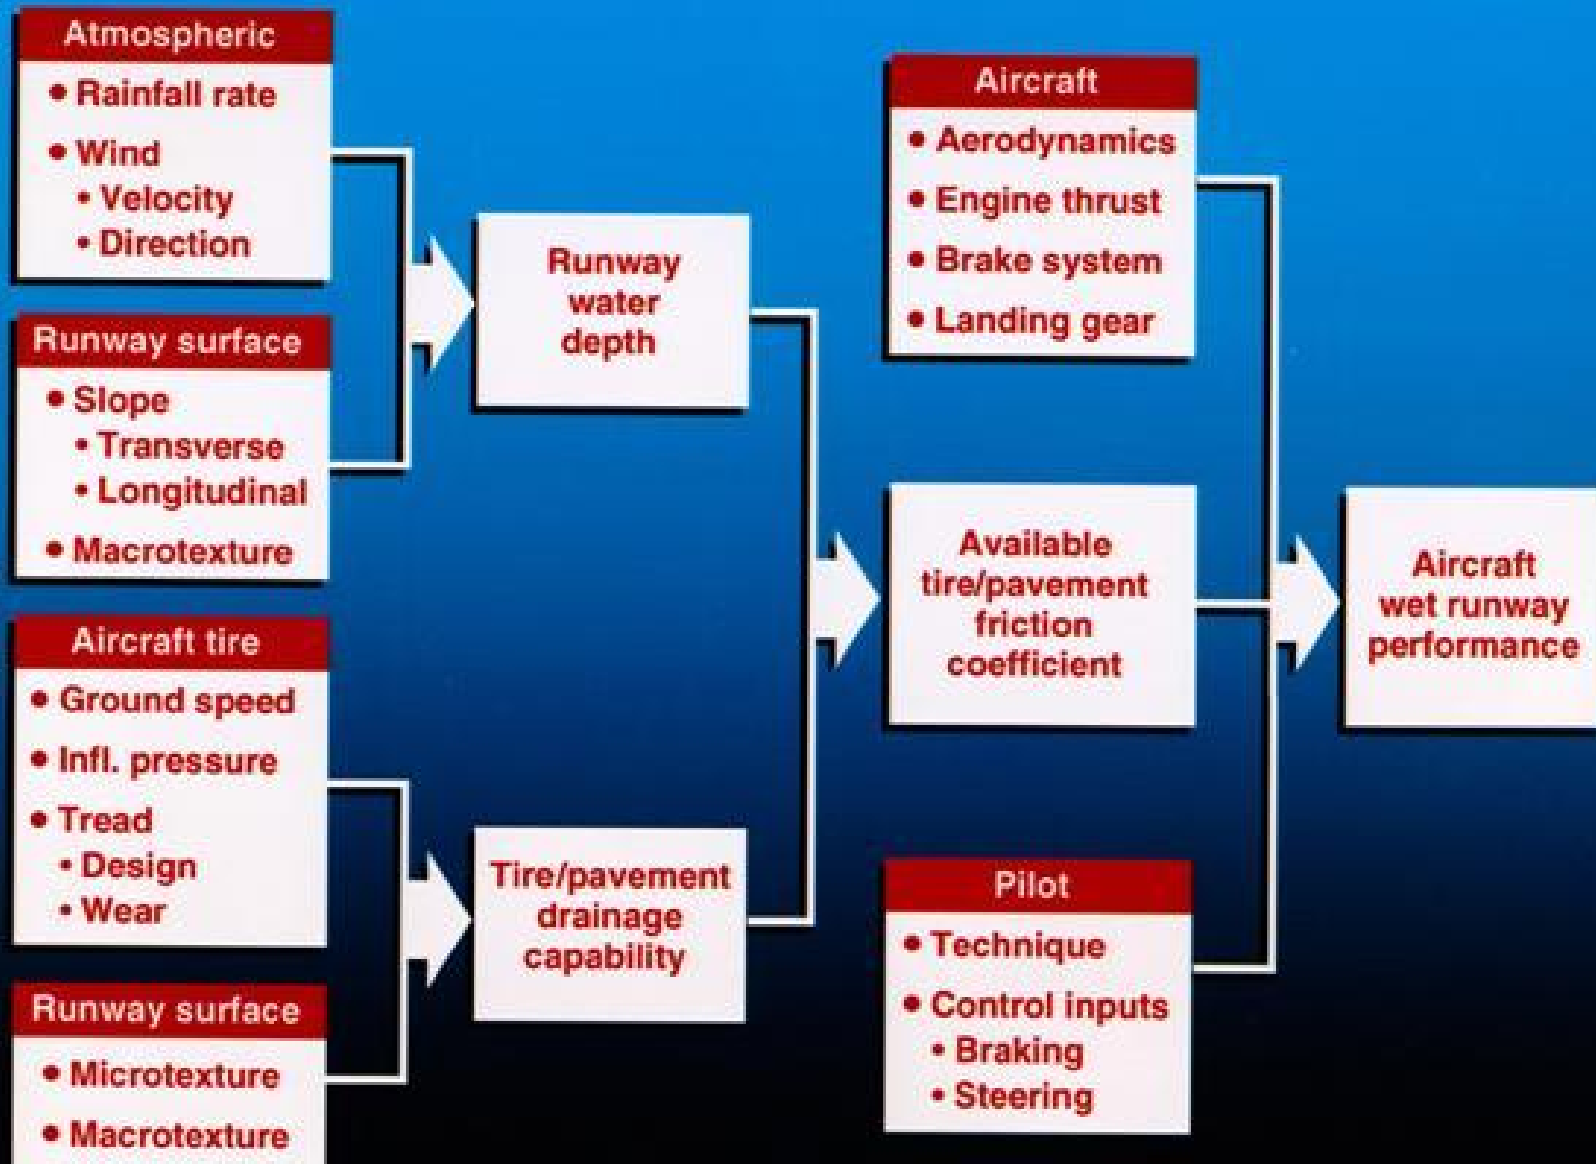 Atmospheric
• Rainfall rate
• Wind
• Velocity
• Direction
Runway surface
• Slope
• Transverse
• Longitudinal
• Macrotexture
Aircraft tire
• Ground speed
• Infl. pressure
• Tread
• Design
• Wear
Runway surface
• Microtexture
• Macrotexture
Runway
water
depth
Tire/pavement
drainage
capability
Aircraft
• Aerodynamics
• Engine thrust
• Brake system
• Landing gear
Available
tire/pavement
friction
coefficient
Pilot
• Technique
• Control inputs
• Braking
• Steering
Aircraft
wet runway
performance